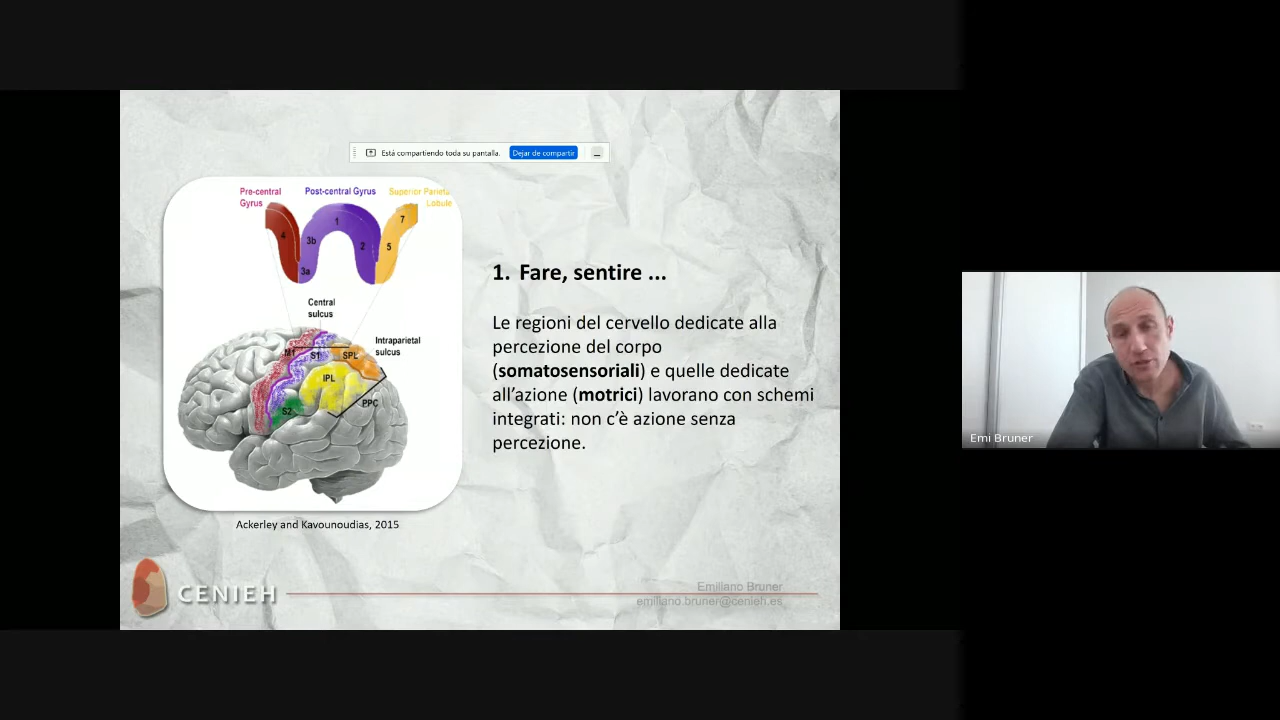 Está compartiendo toda su pantalla. Dejar de compartir
Pre-central Gyrus
Post-central Gyrus
Superior Parietal Lobule
4
3a
3b
1
2
5
7
Central
sulcus
Intraparietal
sulcus
M1
S1
SPL
IPL
S2
PPC
Ackerley and Kavounoudias, 2015
1. Fare, sentire ...
Le regioni del cervello dedicate alla
percezione del corpo
(somatosensoriali) e quelle dedicate
all’azione (motrici) lavorano con schemi
integrati: non c’è azione senza
percezione.
CENIEH
Emiliano Bruner
emiliano.bruner@cenieh.es
Emi Bruner